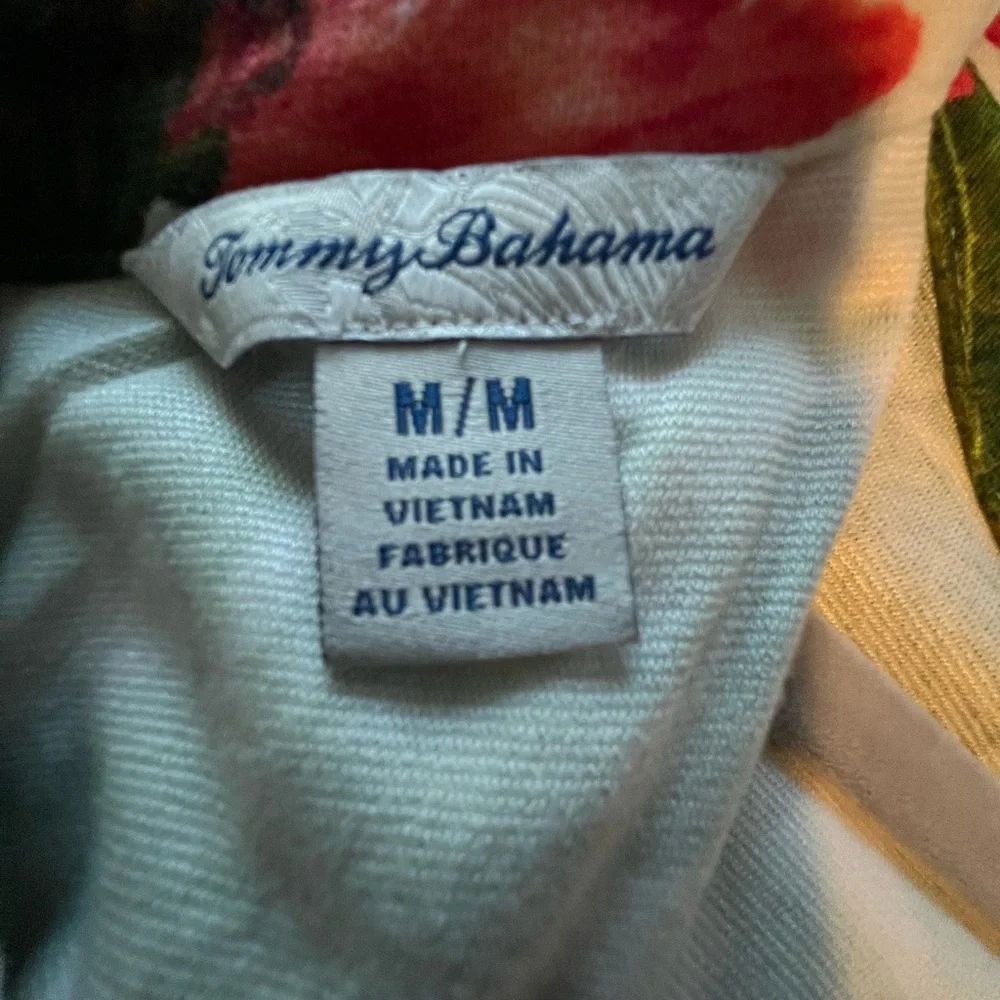 Tommy Bahama
M/M
MADE IN
VIETNAM
FABRIQUE
AU VIETNAM